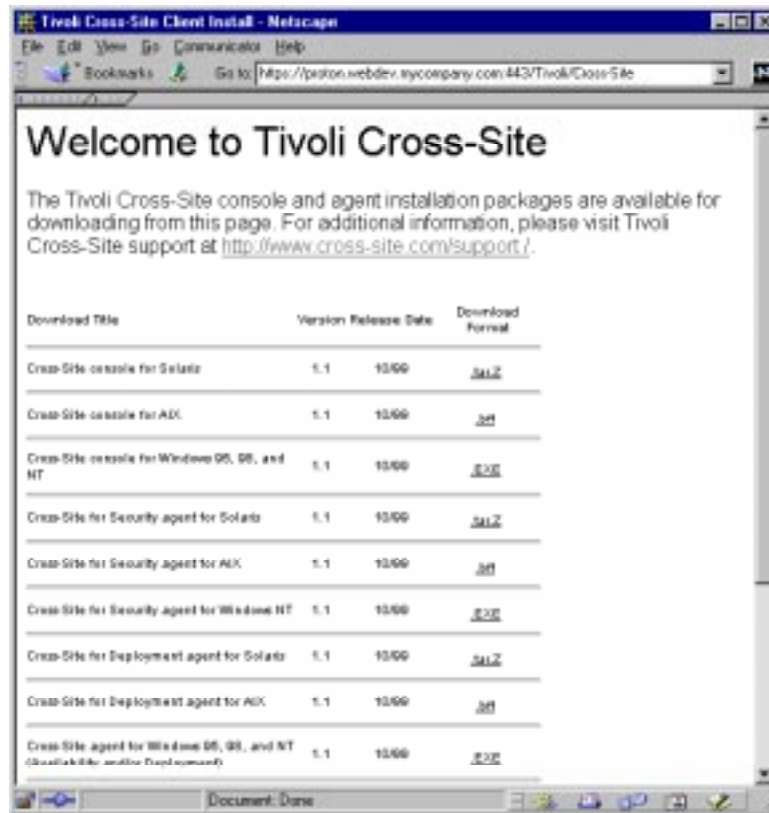 Tivoli Cross-Site Client Install - Netscape
File Edit View Go Communicator Help
Bookmarks Go to: https://proton.webdev.mycompany.com:443/Tivoli/Cross-Site
Welcome to Tivoli Cross-Site
The Tivoli Cross-Site console and agent installation packages are available for
downloading from this page. For additional information, please visit Tivoli
Cross-Site support at http://www.cross-site.com/support/.
Download Title Version Release Date Download
Format
Cross-Site console for Solaris 1.1 10/99 .tar.Z
Cross-Site console for AIX 1.1 10/99 .bff
Cross-Site console for Windows 95, 98, and
NT 1.1 10/99 .EXE
Cross-Site for Security agent for Solaris 1.1 10/99 .tar.Z
Cross-Site for Security agent for AIX 1.1 10/99 .bff
Cross-Site for Security agent for Windows NT 1.1 10/99 .EXE
Cross-Site for Deployment agent for Solaris 1.1 10/99 .tar.Z
Cross-Site for Deployment agent for AIX 1.1 10/99 .bff
Cross-Site agent for Windows 95, 98, and NT
(Availability and/or Deployment) 1.1 10/99 .EXE
Document: Done